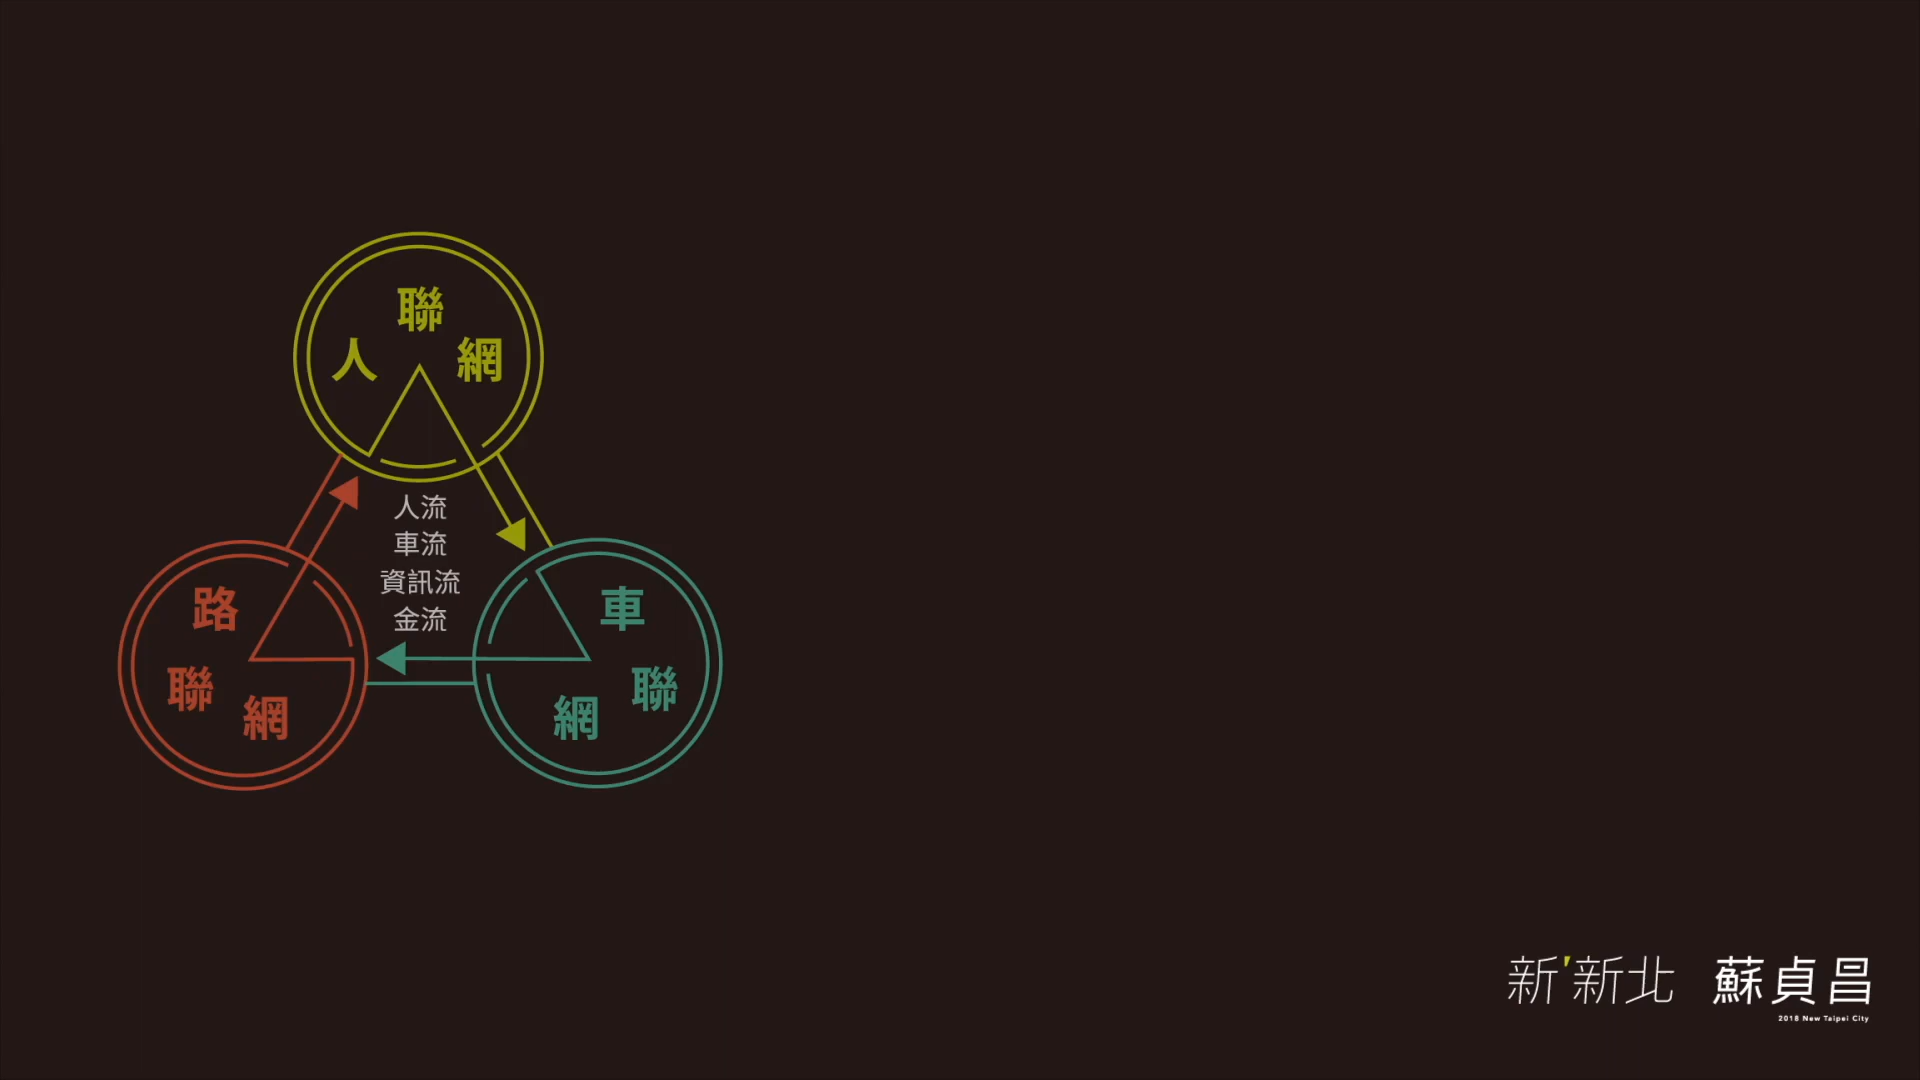 人聯網
人流
車流
資訊流
金流
路聯網
車聯網
新'新北 蘇貞昌
2018 New Taipei City